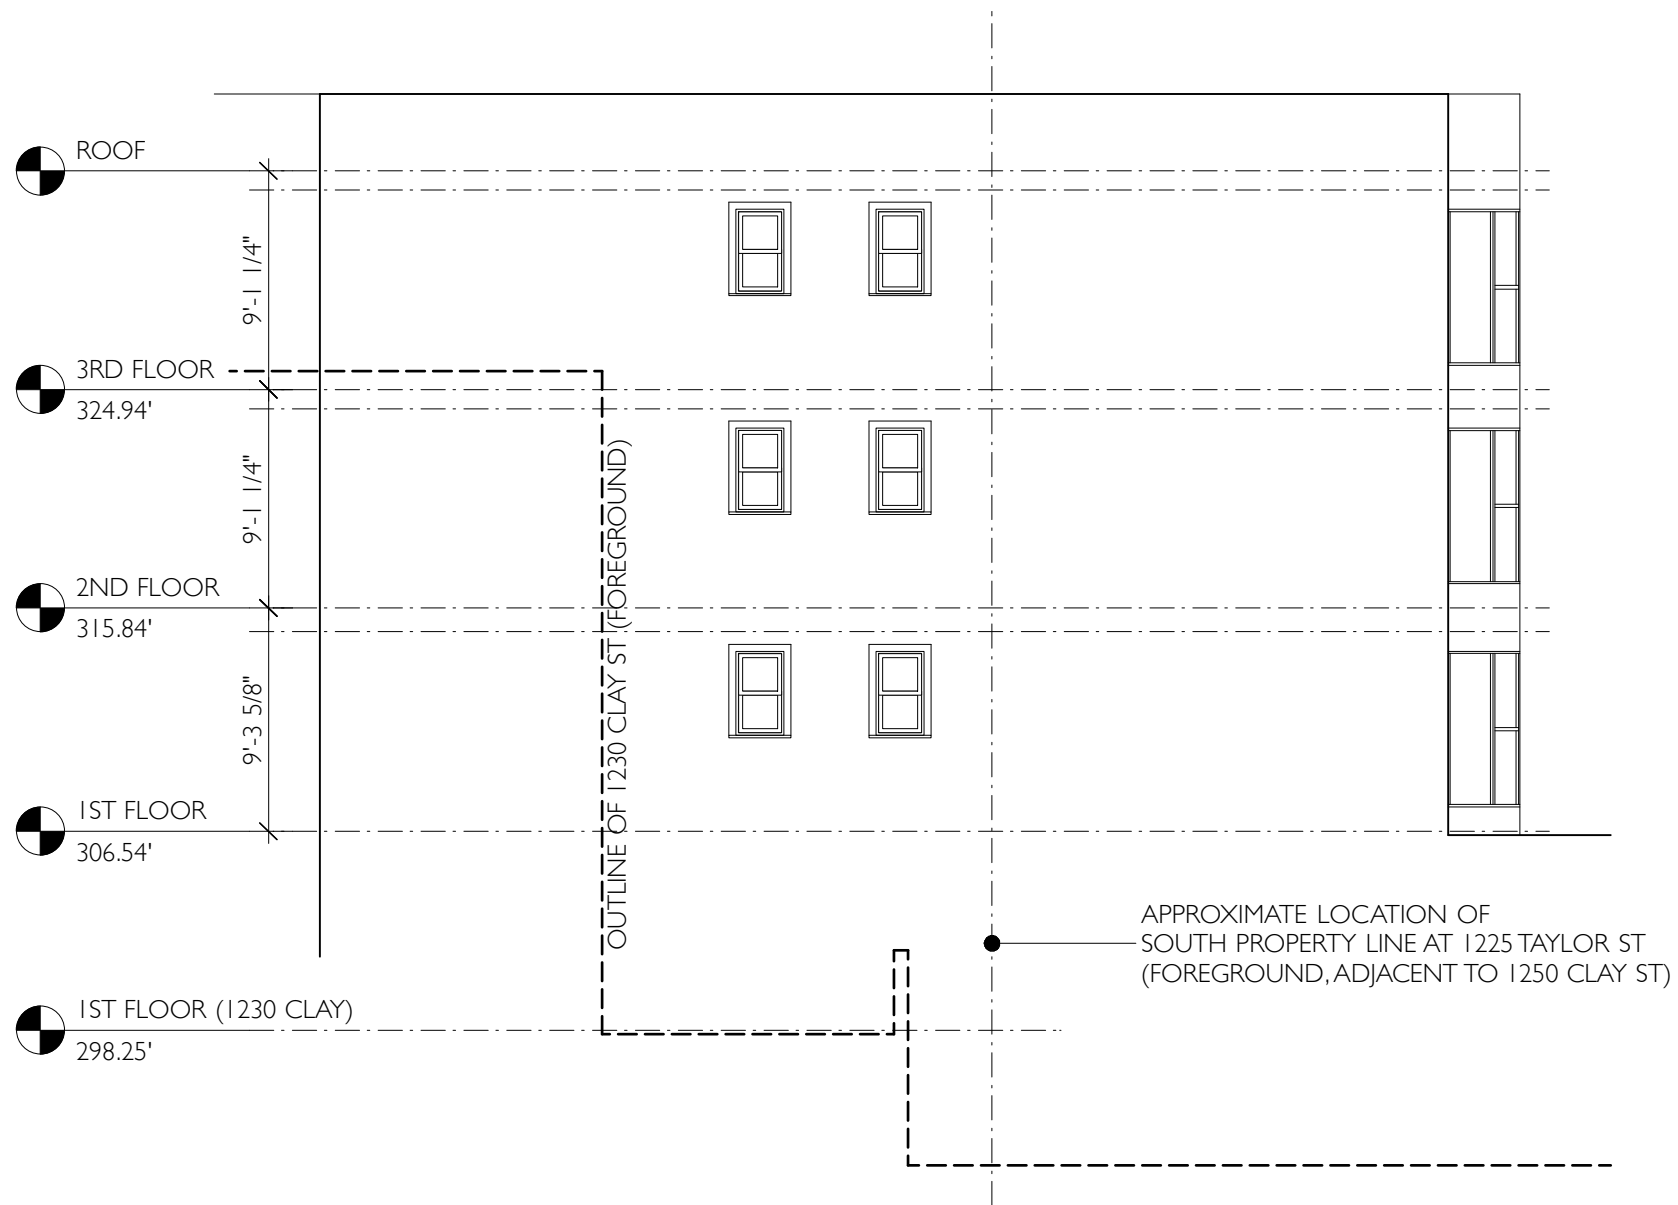 ROOF
9'-1 1/4"
3RD FLOOR
324.94'
9'-1 1/4"
2ND FLOOR
315.84'
9'-3 5/8"
1ST FLOOR
306.54'
OUTLINE OF 1230 CLAY ST (FOREGROUND)
APPROXIMATE LOCATION OF
SOUTH PROPERTY LINE AT 1225 TAYLOR ST
(FOREGROUND, ADJACENT TO 1250 CLAY ST)
1ST FLOOR (1230 CLAY)
298.25'